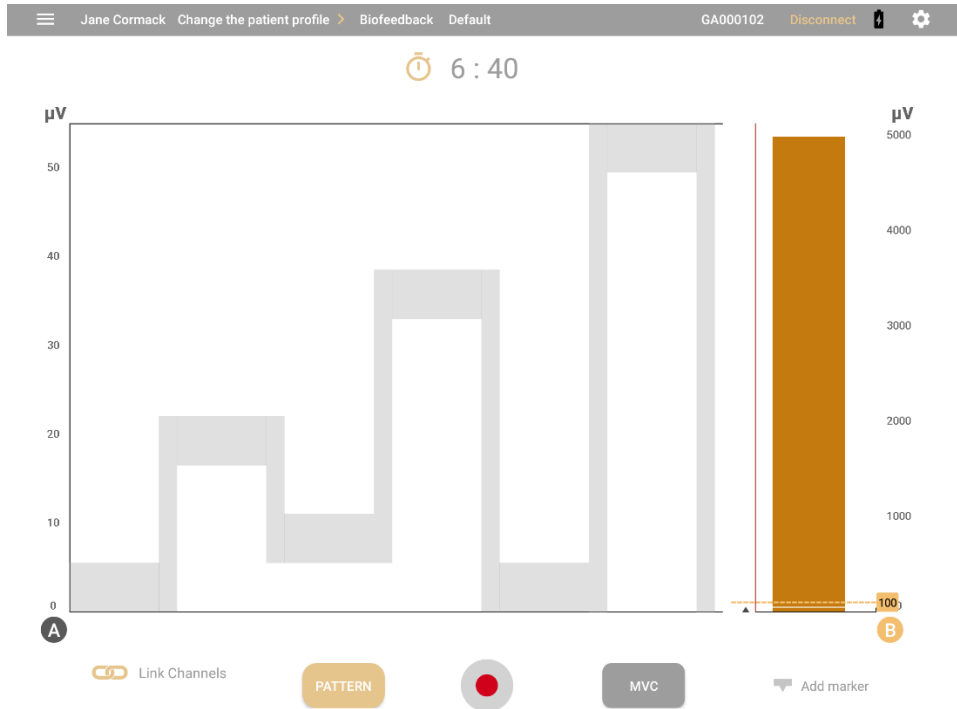 Jane Cormack Change the patient profile > Biofeedback Default GA000102 Disconnect
6 : 40
µV µV
5000
50
4000
40
3000
30
2000
20
1000
10
100
0
A B
Link Channels PATTERN MVC Add marker